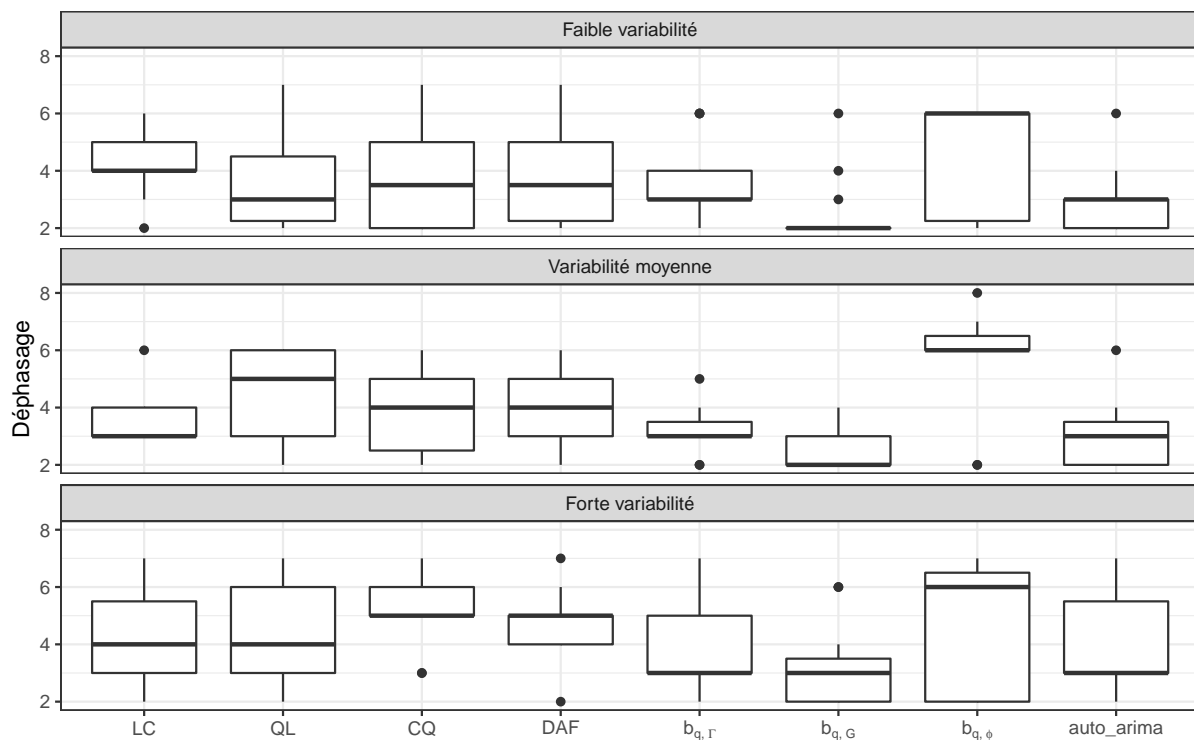 Faible variabilité
8
6
4
2
Variabilité moyenne
8
6
4
2
Déphasage
Forte variabilité
8
6
4
2
LC QL CQ DAF b_{q, Γ} b_{q, G} b_{q, ϕ} auto_arima